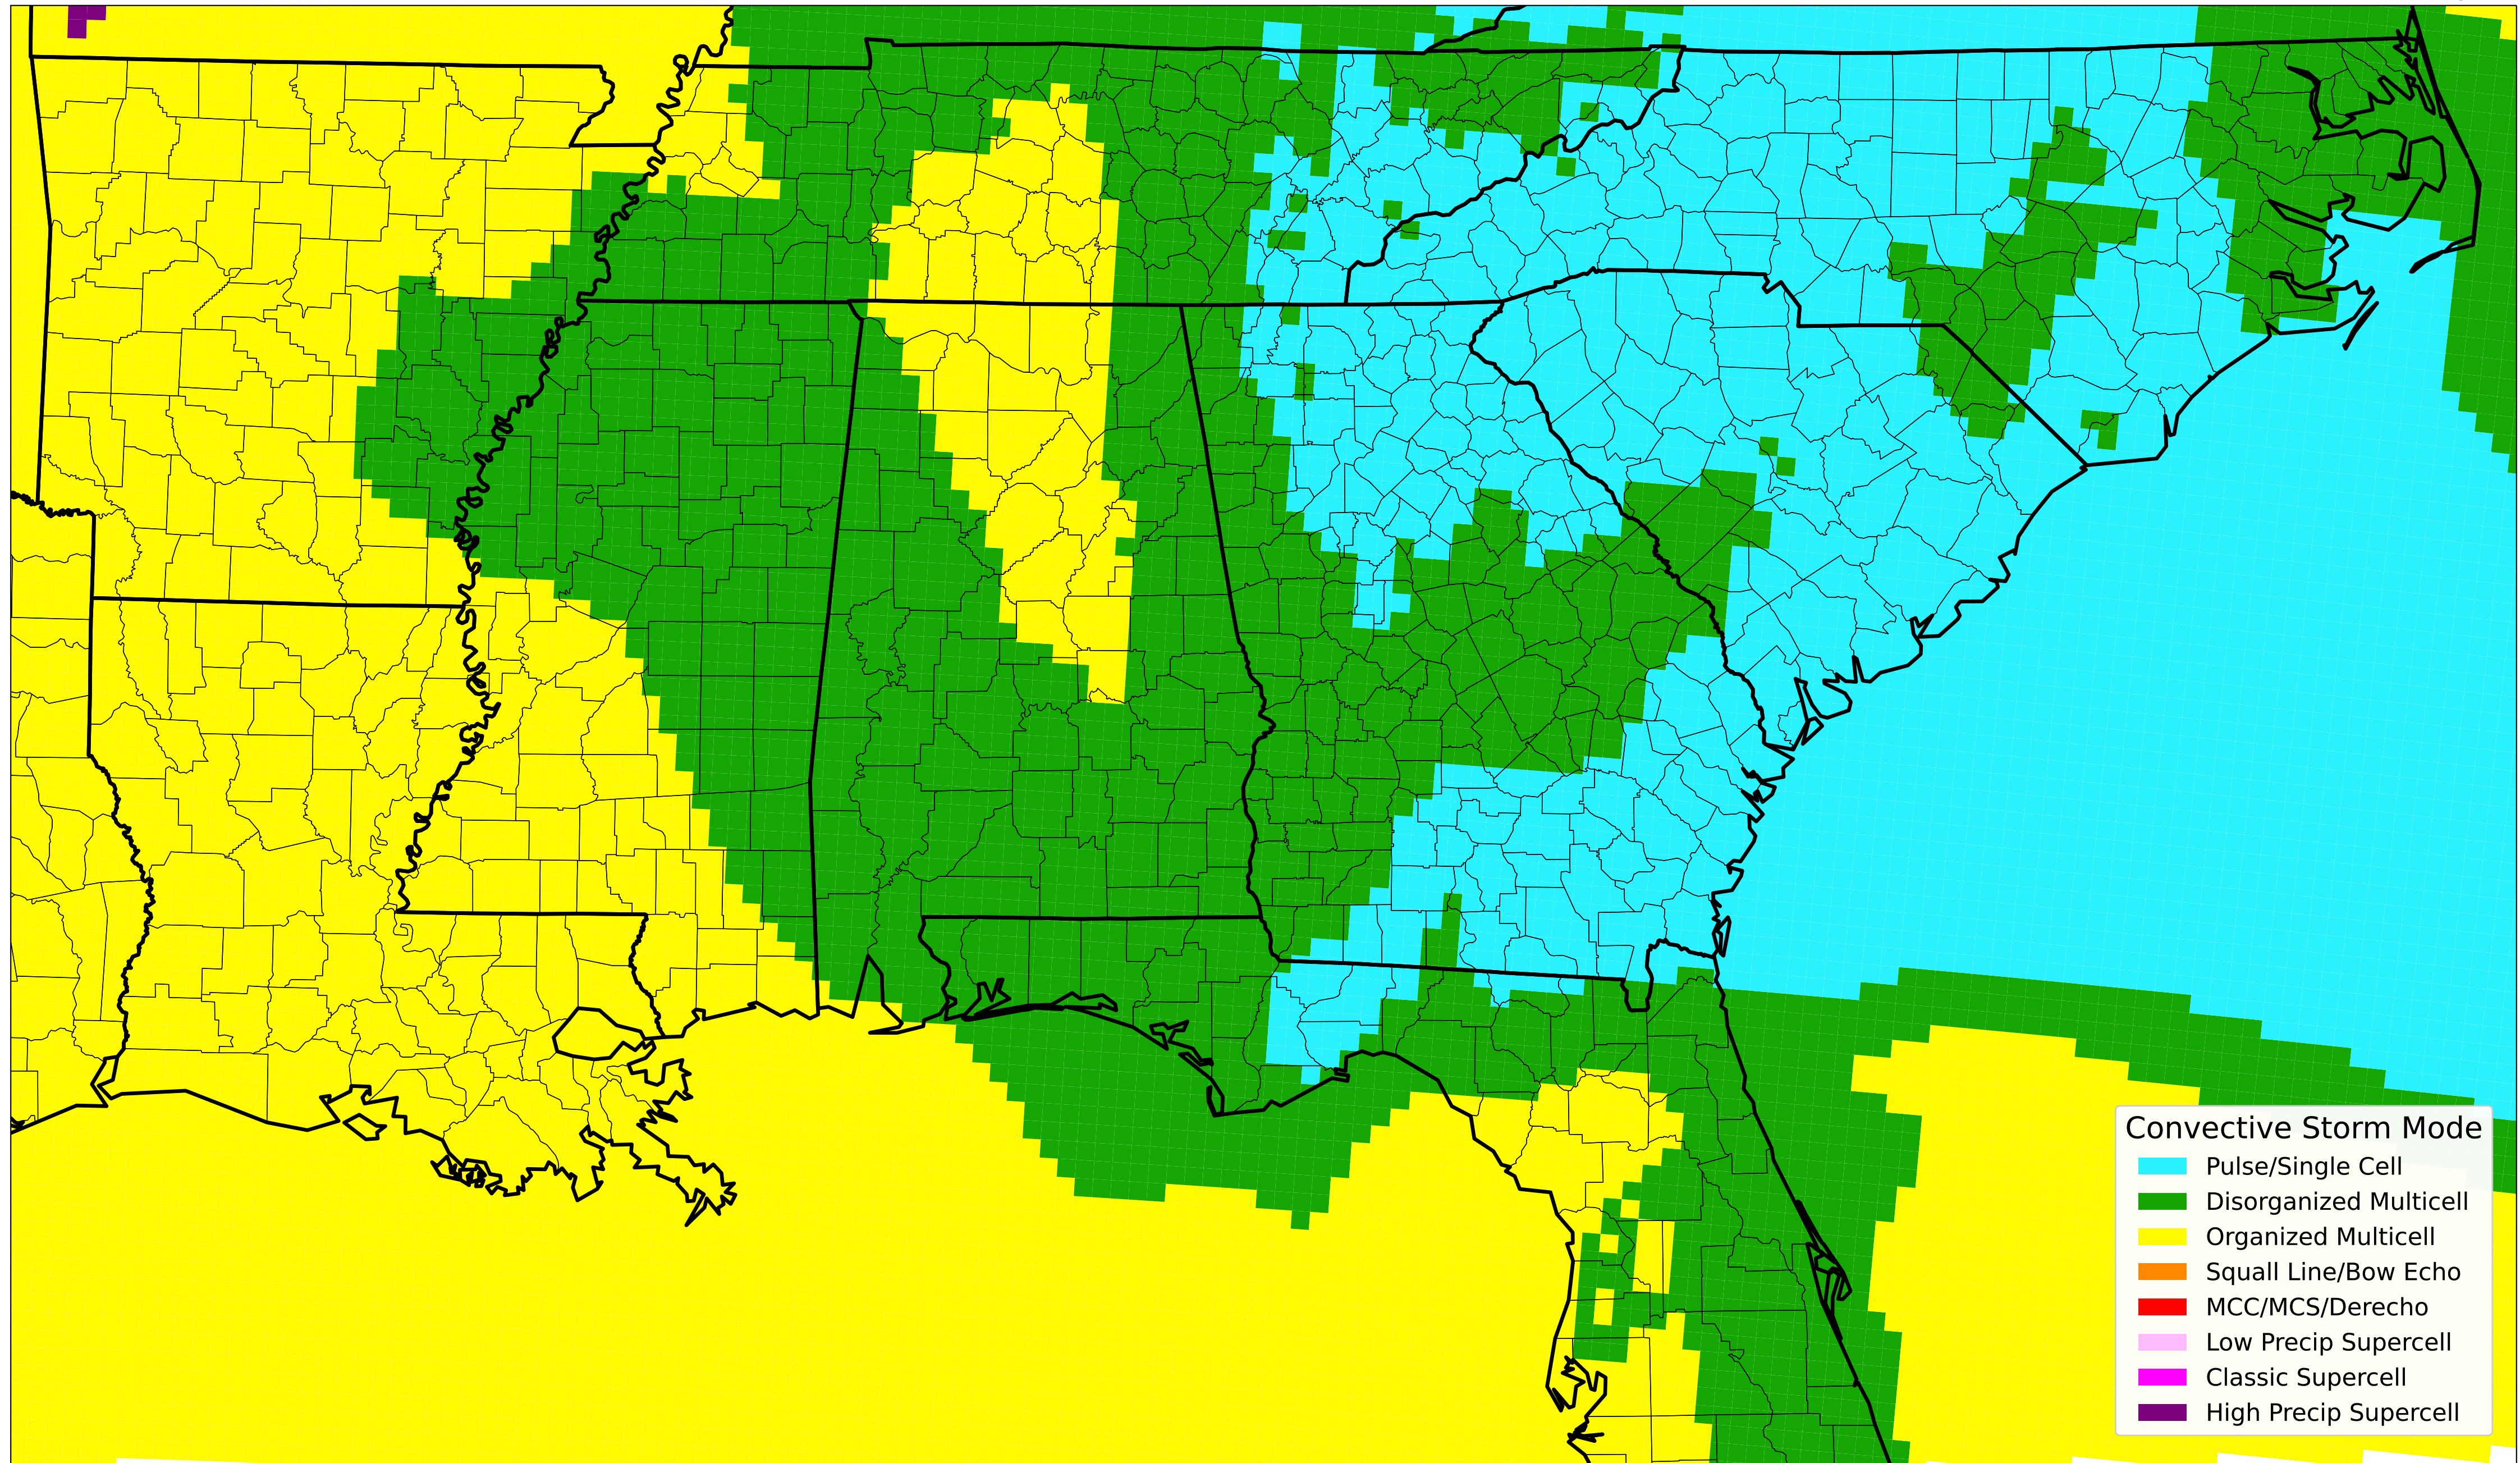 Convective Storm Mode
Pulse/Single Cell
Disorganized Multicell
Organized Multicell
Squall Line/Bow Echo
MCC/MCS/Derecho
Low Precip Supercell
Classic Supercell
High Precip Supercell